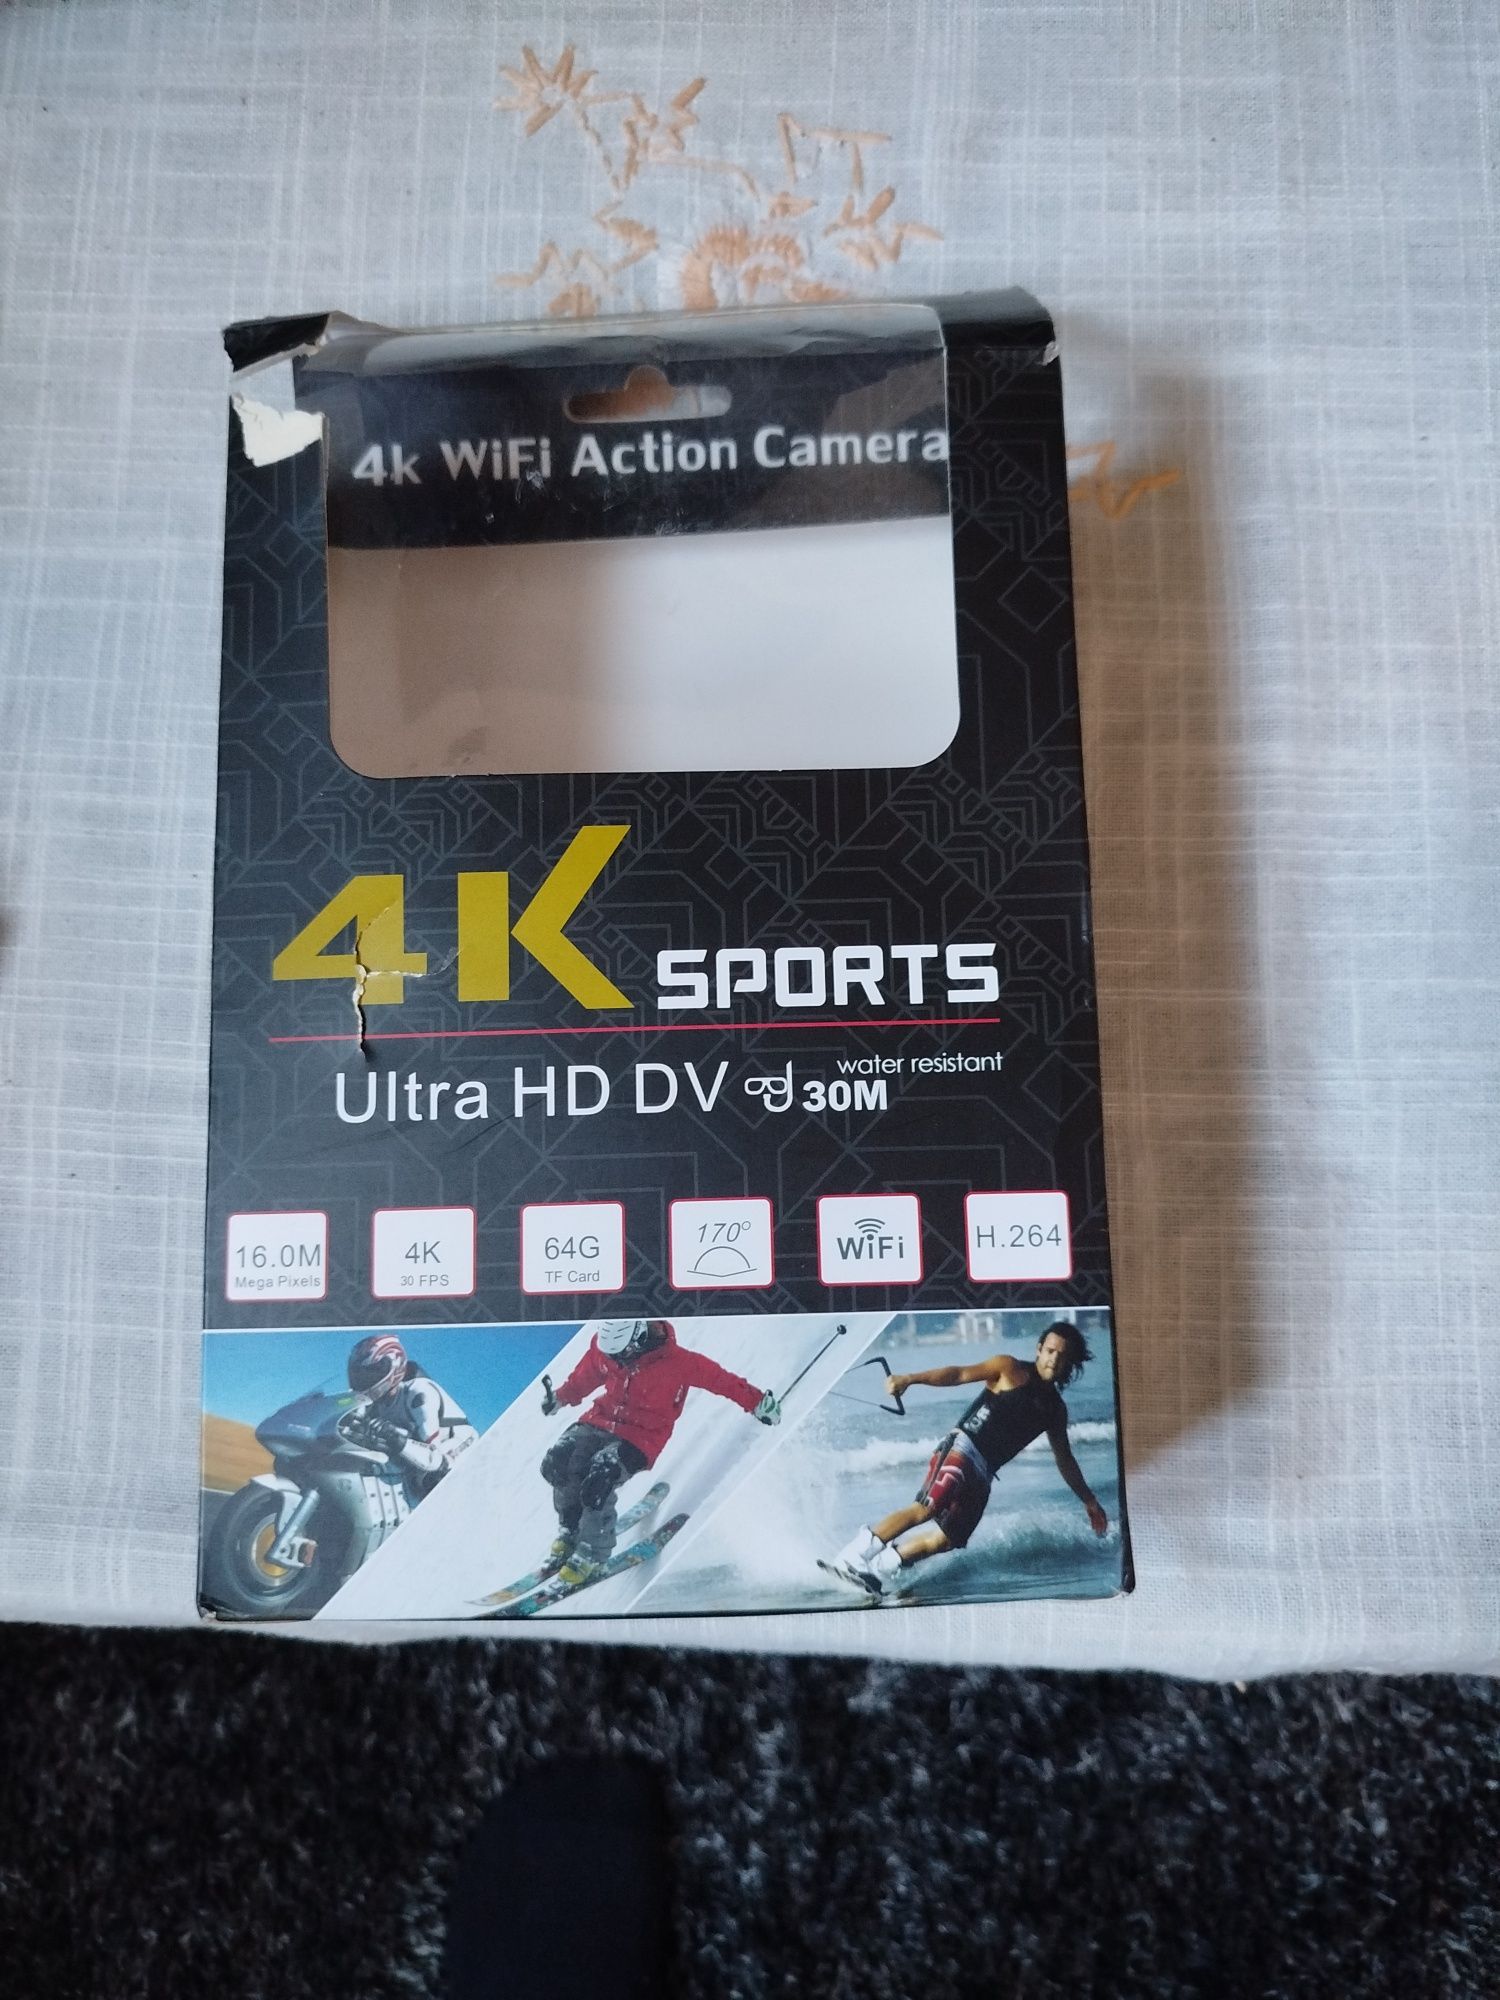 4k WiFi Action Camera
4K SPORTS
Ultra HD DV water resistant
30M
16.0M
Mega Pixels
4K
30 FPS
64G
TF Card
170°
WiFi
H.264